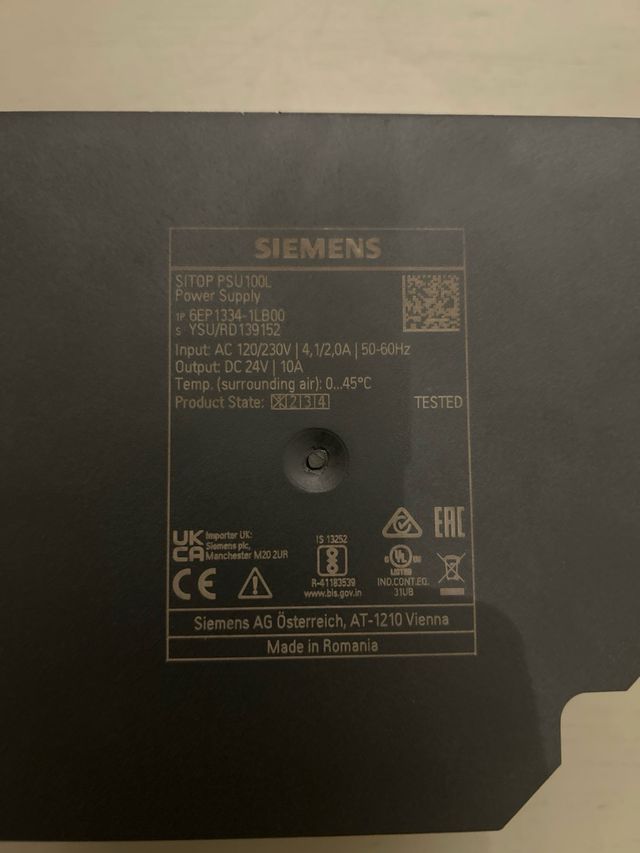 SIEMENS
SITOP PSU100L
Power Supply
1P 6EP1334-1LB00
S YSU/RD139152
Input: AC 120/230V | 4,1/2,0A | 50-60Hz
Output: DC 24V | 10A
Temp. (surrounding air): 0...45°C
Product State: X 2 3 4 TESTED
UK CA
Importer UK:
Siemens plc,
Manchester M20 2UR
CE
IS 13252
R-41183539
www.bis.gov.in
EAC
C UL US
LISTED
IND.CONT.EQ.
31UB
Siemens AG Österreich, AT-1210 Vienna
Made in Romania